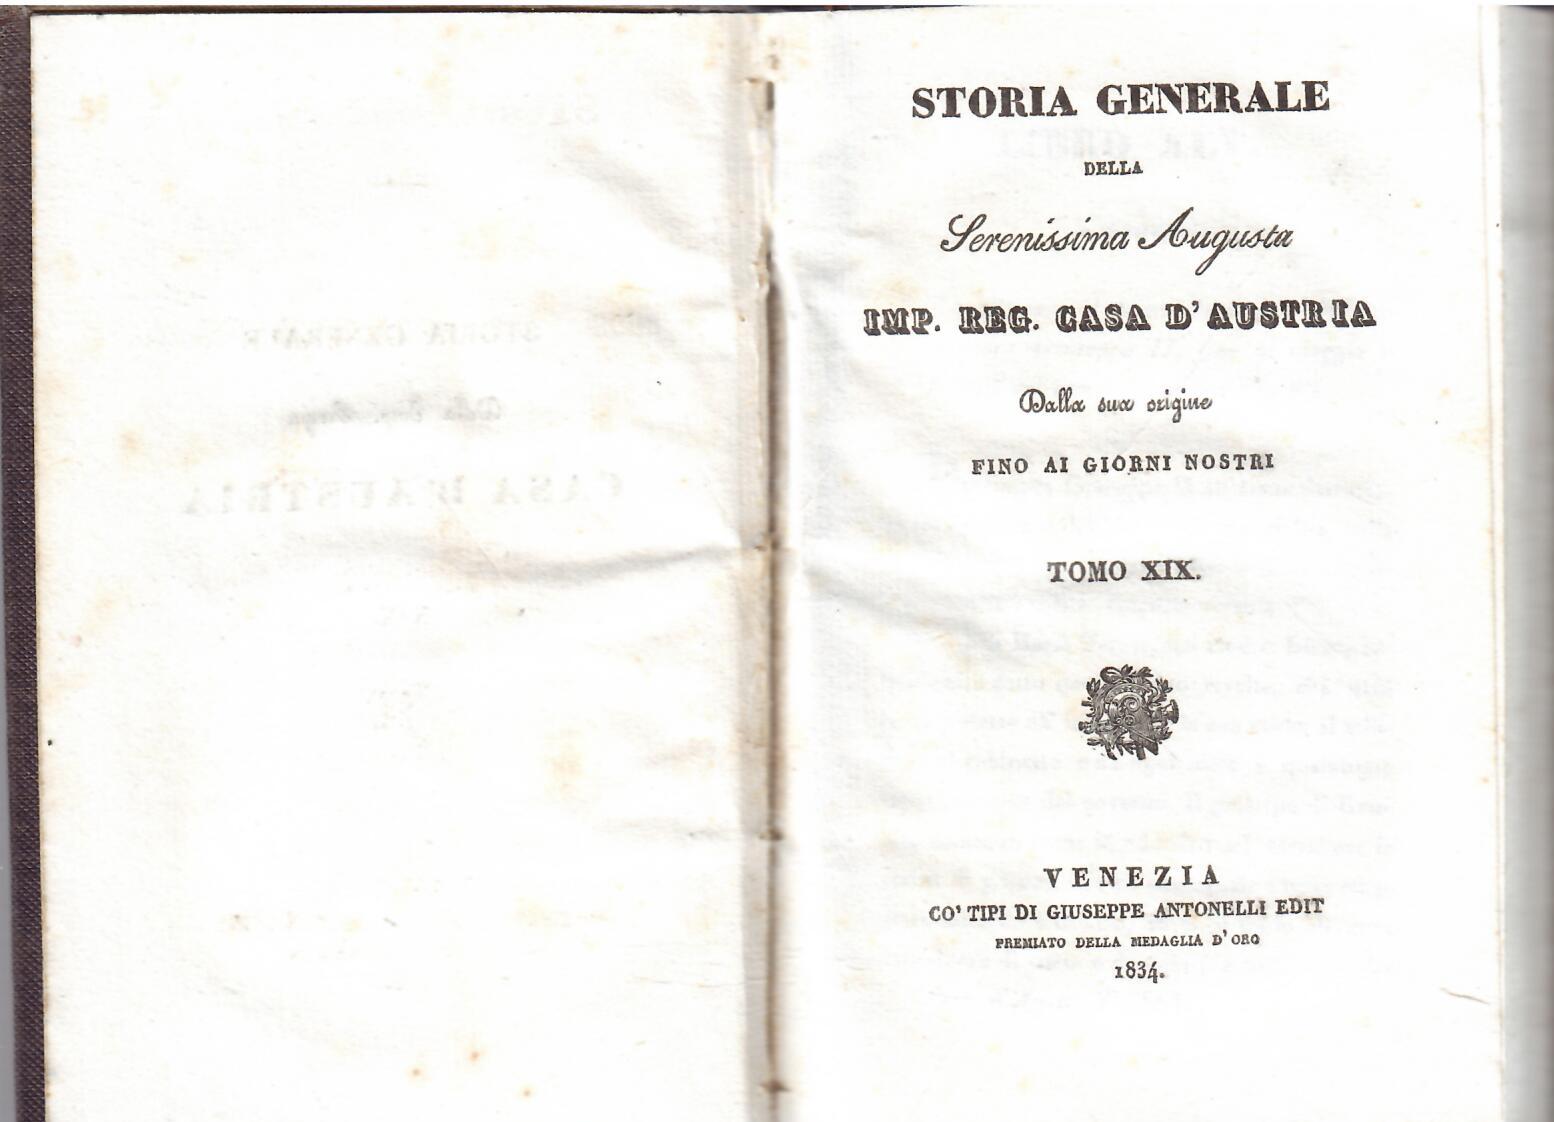 STORIA GENERALE
DELLA
Serenissima Augusta
IMP. REG. CASA D'AUSTRIA
Dalla sua origine
FINO AI GIORNI NOSTRI
TOMO XIX.
VENEZIA
CO' TIPI DI GIUSEPPE ANTONELLI EDIT
PREMIATO DELLA MEDAGLIA D'ORO
1834.